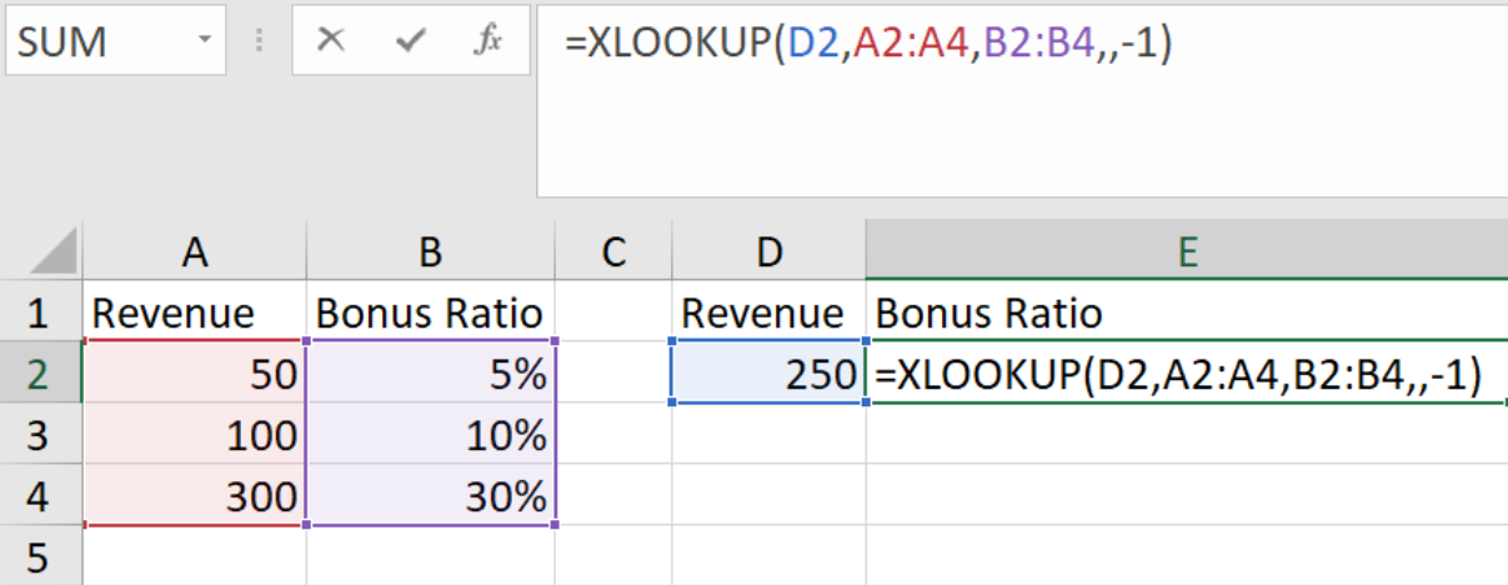 SUM fx =XLOOKUP(D2,A2:A4,B2:B4,,-1)
A B C D E
1 Revenue Bonus Ratio Revenue Bonus Ratio
2 50 5% 250 =XLOOKUP(D2,A2:A4,B2:B4,,-1)
3 100 10%
4 300 30%
5